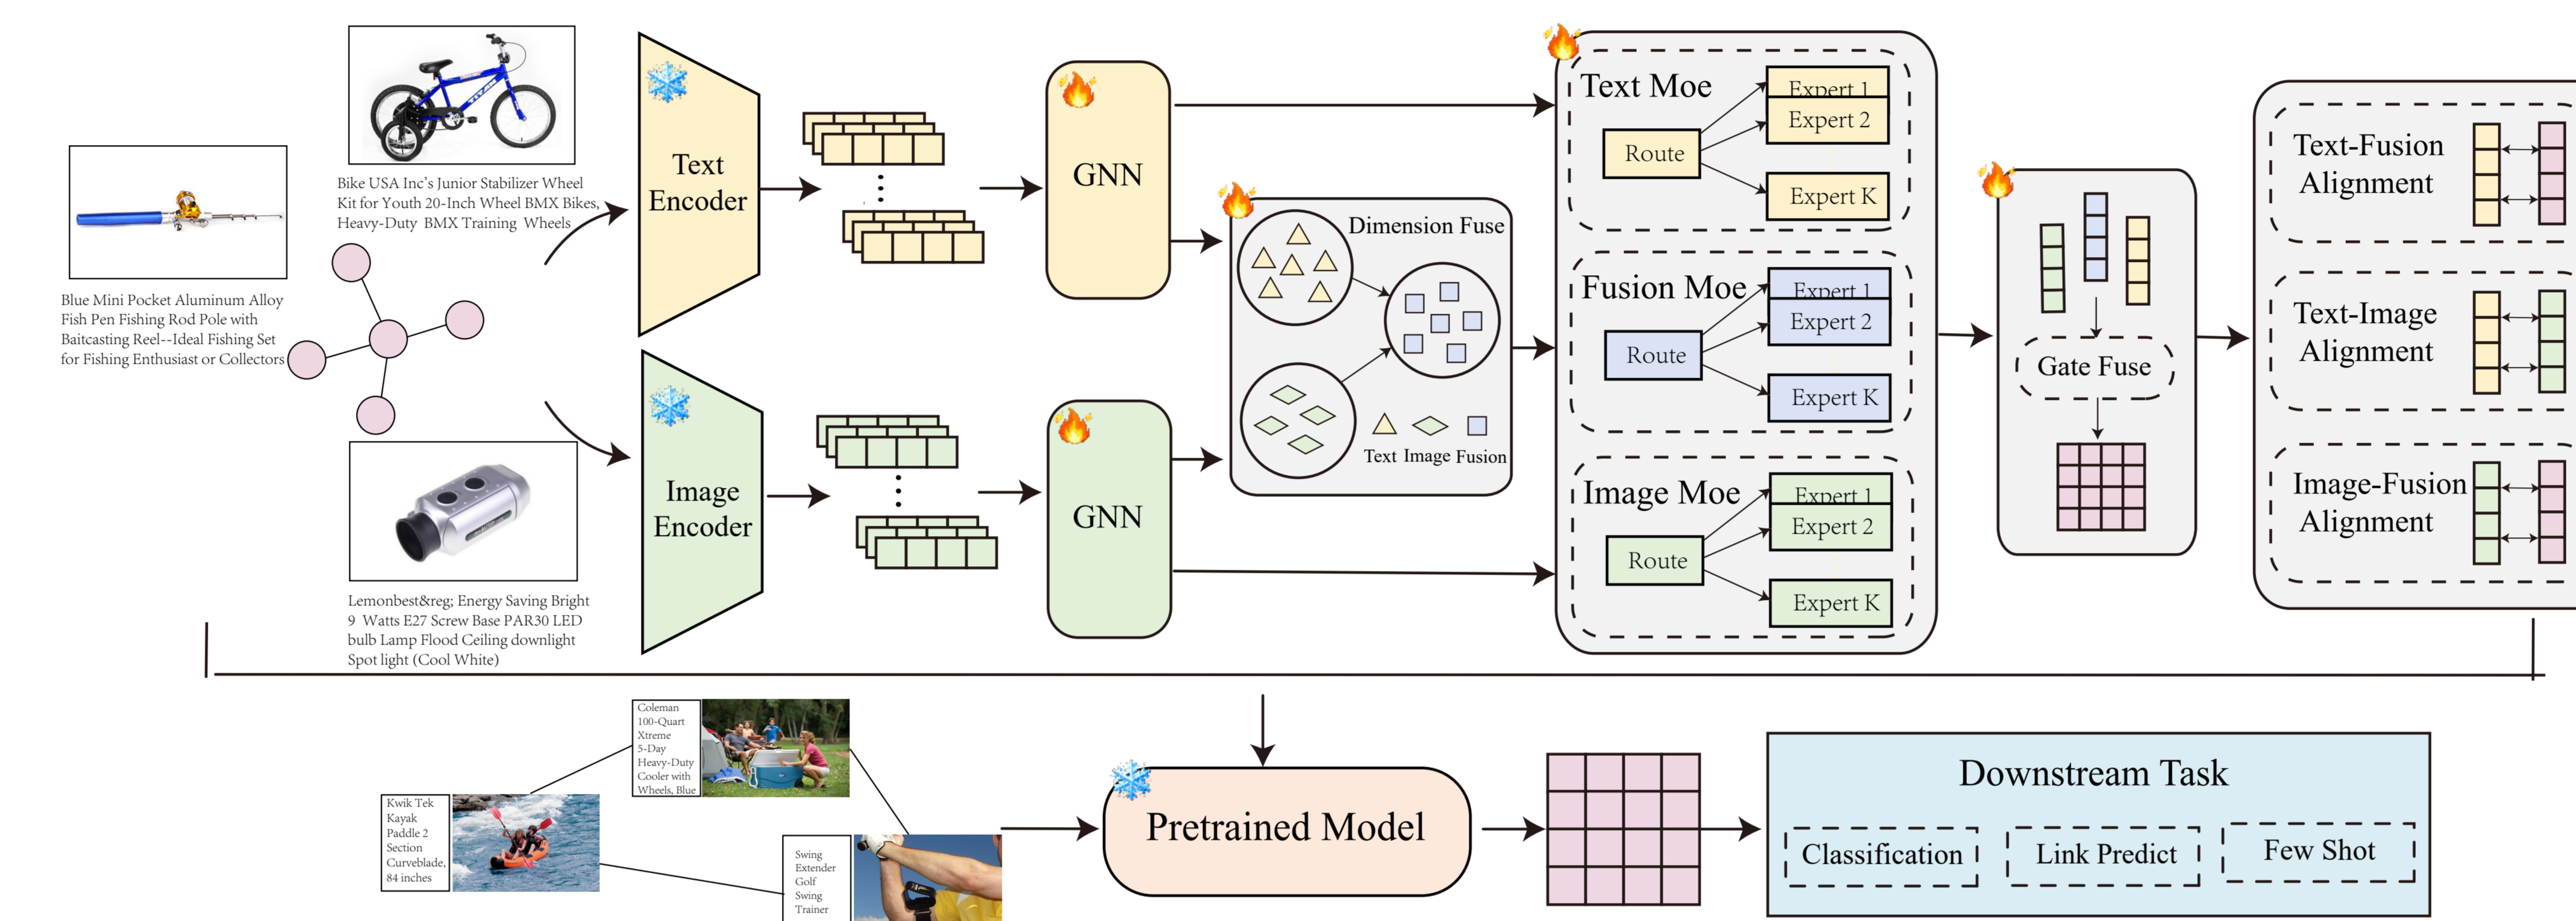 Bike USA Inc's Junior Stabilizer Wheel
Kit for Youth 20-Inch Wheel BMX Bikes,
Heavy-Duty BMX Training Wheels
Blue Mini Pocket Aluminum Alloy
Fish Pen Fishing Rod Pole with
Baitcasting Reel--Ideal Fishing Set
for Fishing Enthusiast or Collectors
Lemonbest&reg; Energy Saving Bright
9 Watts E27 Screw Base PAR30 LED
bulb Lamp Flood Ceiling downlight
Spot light (Cool White)
Text
Encoder
Image
Encoder
GNN
GNN
Dimension Fuse
Text Image Fusion
Text Moe
Route
Expert 1
Expert 2
Expert K
Fusion Moe
Route
Expert 1
Expert 2
Expert K
Image Moe
Route
Expert 1
Expert 2
Expert K
Gate Fuse
Text-Fusion
Alignment
Text-Image
Alignment
Image-Fusion
Alignment
Coleman
100-Quart
Xtreme
5-Day
Heavy-Duty
Cooler with
Wheels, Blue
Kwik Tek
Kayak
Paddle 2
Section
Curveblade,
84 inches
Swing
Extender
Golf
Swing
Trainer
Pretrained Model
Downstream Task
Classification
Link Predict
Few Shot